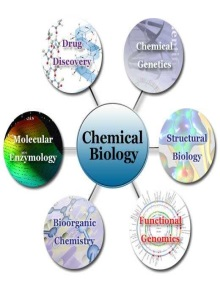 Drug
Discovery
Chemical
Genetics
Molecular
Enzymology
Chemical
Biology
Structural
Biology
Bioorganic
Chemistry
Functional
Genomics